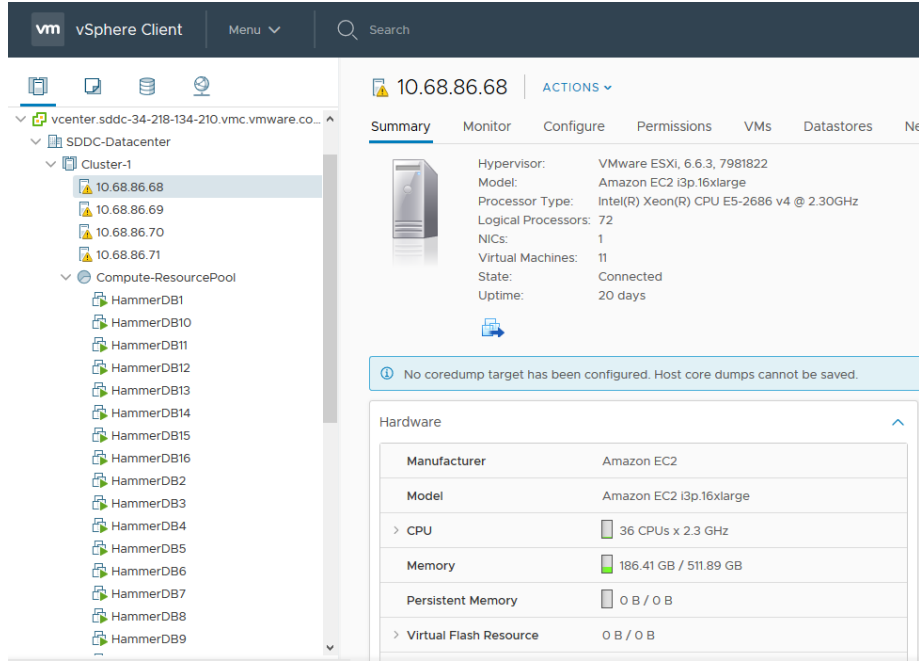 vm vSphere Client Menu Search
vcenter.sddc-34-218-134-210.vmc.vmware.co...
SDDC-Datacenter
Cluster-1
10.68.86.68
10.68.86.69
10.68.86.70
10.68.86.71
Compute-ResourcePool
HammerDB1
HammerDB10
HammerDB11
HammerDB12
HammerDB13
HammerDB14
HammerDB15
HammerDB16
HammerDB2
HammerDB3
HammerDB4
HammerDB5
HammerDB6
HammerDB7
HammerDB8
HammerDB9
10.68.86.68 ACTIONS
Summary Monitor Configure Permissions VMs Datastores Ne
Hypervisor: VMware ESXi, 6.6.3, 7981822
Model: Amazon EC2 i3p.16xlarge
Processor Type: Intel(R) Xeon(R) CPU E5-2686 v4 @ 2.30GHz
Logical Processors: 72
NICs: 1
Virtual Machines: 11
State: Connected
Uptime: 20 days
No coredump target has been configured. Host core dumps cannot be saved.
Hardware
Manufacturer Amazon EC2
Model Amazon EC2 i3p.16xlarge
CPU 36 CPUs x 2.3 GHz
Memory 186.41 GB / 511.89 GB
Persistent Memory 0 B / 0 B
Virtual Flash Resource 0 B / 0 B